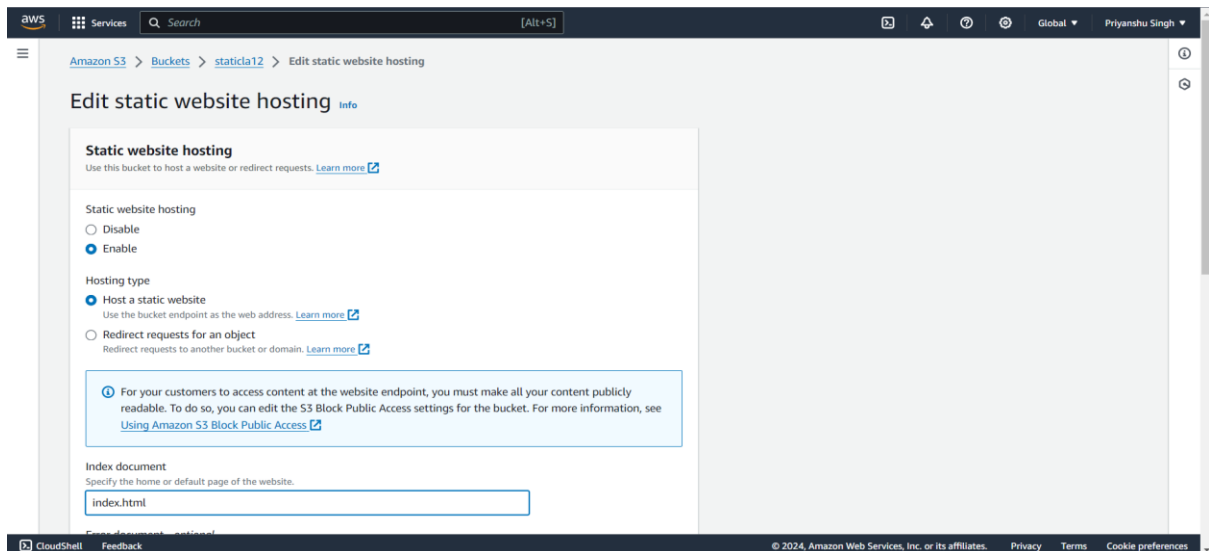 aws Services Search [Alt+S] Global ▼ Priyanshu Singh ▼
Amazon S3 > Buckets > staticla12 > Edit static website hosting
Edit static website hosting Info
Static website hosting
Use this bucket to host a website or redirect requests. Learn more
Static website hosting
Disable
Enable
Hosting type
Host a static website
Use the bucket endpoint as the web address. Learn more
Redirect requests for an object
Redirect requests to another bucket or domain. Learn more
For your customers to access content at the website endpoint, you must make all your content publicly
readable. To do so, you can edit the S3 Block Public Access settings for the bucket. For more information, see
Using Amazon S3 Block Public Access
Index document
Specify the home or default page of the website.
index.html
Error document - optional
CloudShell Feedback © 2024, Amazon Web Services, Inc. or its affiliates. Privacy Terms Cookie preferences